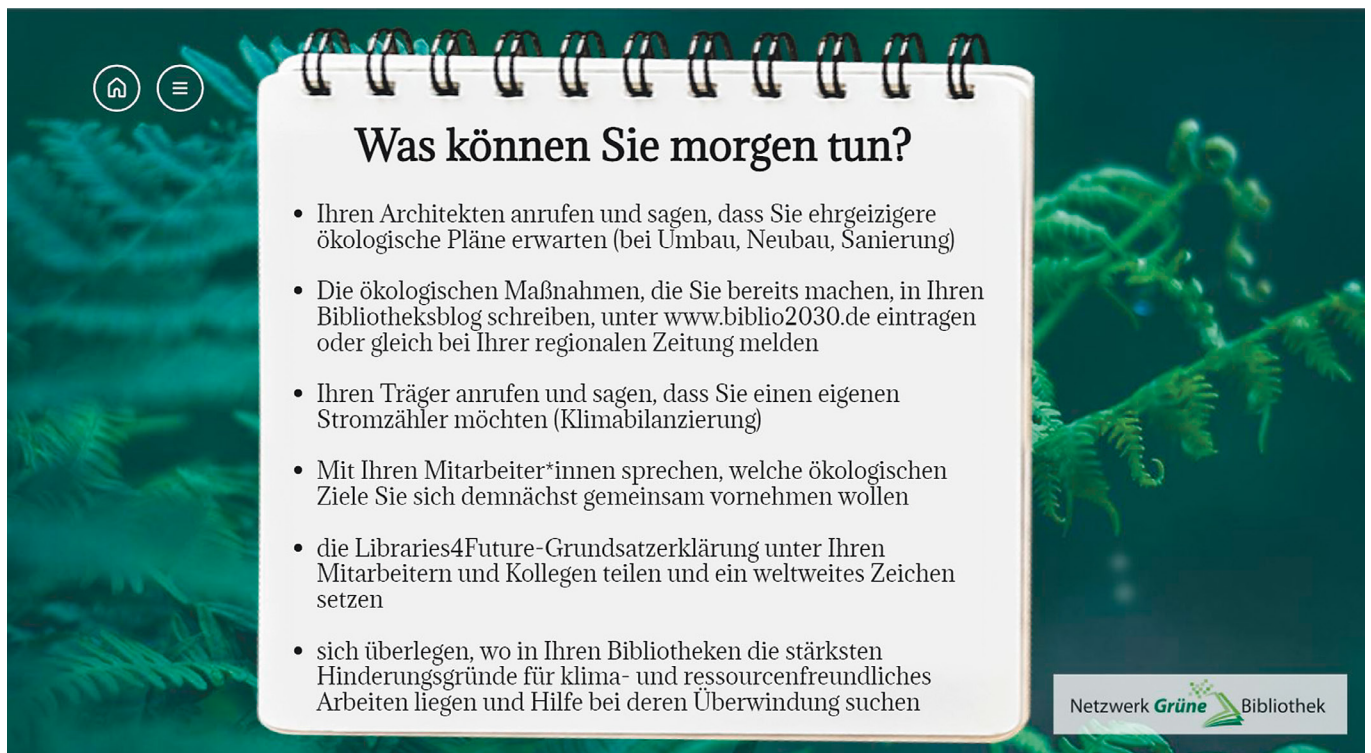 Was können Sie morgen tun?
• Ihren Architekten anrufen und sagen, dass Sie ehrgeizigere
ökologische Pläne erwarten (bei Umbau, Neubau, Sanierung)
• Die ökologischen Maßnahmen, die Sie bereits machen, in Ihren
Bibliotheksblog schreiben, unter www.biblio2030.de eintragen
oder gleich bei Ihrer regionalen Zeitung melden
• Ihren Träger anrufen und sagen, dass Sie einen eigenen
Stromzähler möchten (Klimabilanzierung)
• Mit Ihren Mitarbeiter*innen sprechen, welche ökologischen
Ziele Sie sich demnächst gemeinsam vornehmen wollen
• die Libraries4Future-Grundsatzerklärung unter Ihren
Mitarbeitern und Kollegen teilen und ein weltweites Zeichen
setzen
• sich überlegen, wo in Ihren Bibliotheken die stärksten
Hinderungsgründe für klima- und ressourcenfreundliches
Arbeiten liegen und Hilfe bei deren Überwindung suchen
Netzwerk Grüne Bibliothek